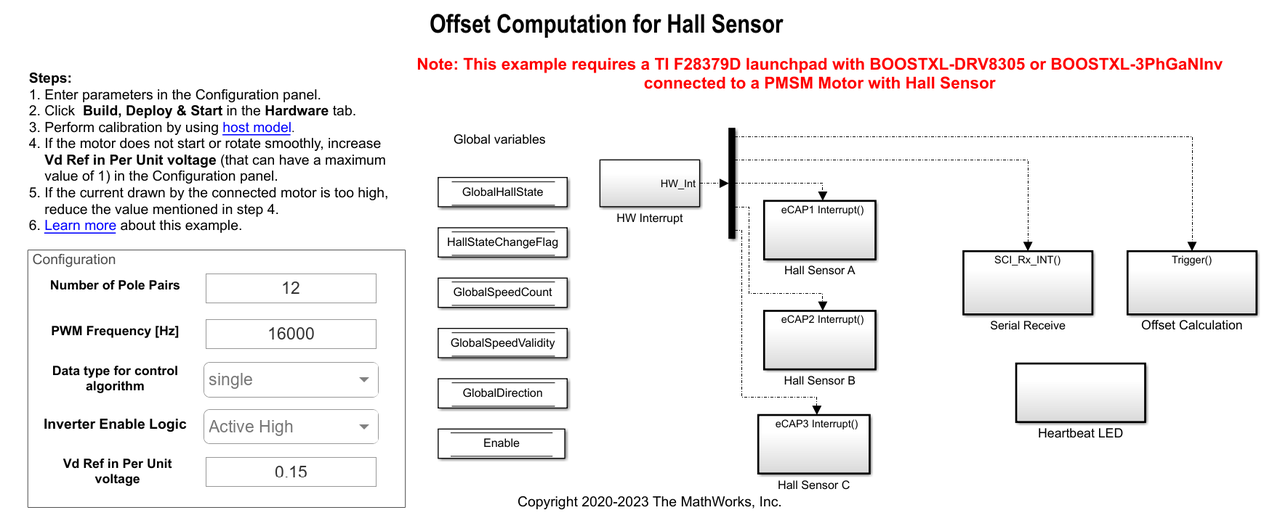 Offset Computation for Hall Sensor
Note: This example requires a TI F28379D launchpad with BOOSTXL-DRV8305 or BOOSTXL-3PhGaNInv
connected to a PMSM Motor with Hall Sensor
Steps:
1. Enter parameters in the Configuration panel.
2. Click Build, Deploy & Start in the Hardware tab.
3. Perform calibration by using host model.
4. If the motor does not start or rotate smoothly, increase
Vd Ref in Per Unit voltage (that can have a maximum
value of 1) in the Configuration panel.
5. If the current drawn by the connected motor is too high,
reduce the value mentioned in step 4.
6. Learn more about this example.
Configuration
Number of Pole Pairs
12
PWM Frequency [Hz]
16000
Data type for control
algorithm
single
Inverter Enable Logic
Active High
Vd Ref in Per Unit
voltage
0.15
Global variables
GlobalHallState
HallStateChangeFlag
GlobalSpeedCount
GlobalSpeedValidity
GlobalDirection
Enable
HW_Int
HW Interrupt
eCAP1 Interrupt()
Hall Sensor A
eCAP2 Interrupt()
Hall Sensor B
eCAP3 Interrupt()
Hall Sensor C
SCI_Rx_INT()
Serial Receive
Trigger()
Offset Calculation
Heartbeat LED
Copyright 2020-2023 The MathWorks, Inc.